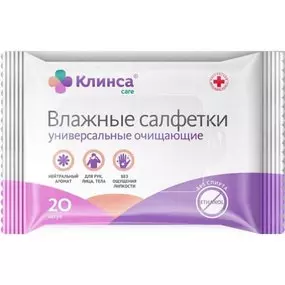 Клинса
care
Влажные салфетки
универсальные очищающие
НЕЙТРАЛЬНЫЙ
АРОМАТ
ДЛЯ РУК,
ЛИЦА, ТЕЛА
БЕЗ
ОЩУЩЕНИЯ
ЛИПКОСТИ
20
штук
БЕЗ СПИРТА
ETHANOL